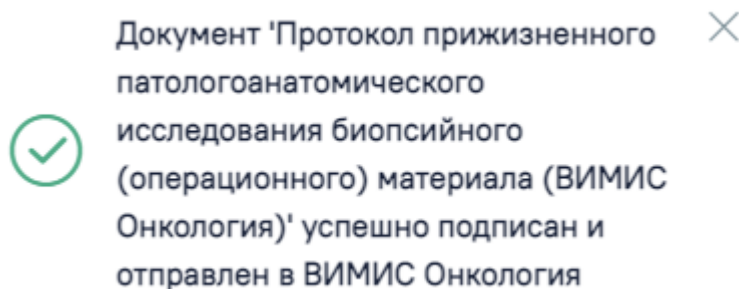 Документ 'Протокол прижизненного
патологоанатомического
исследования биопсийного
(операционного) материала (ВИМИС
Онкология)' успешно подписан и
отправлен в ВИМИС Онкология